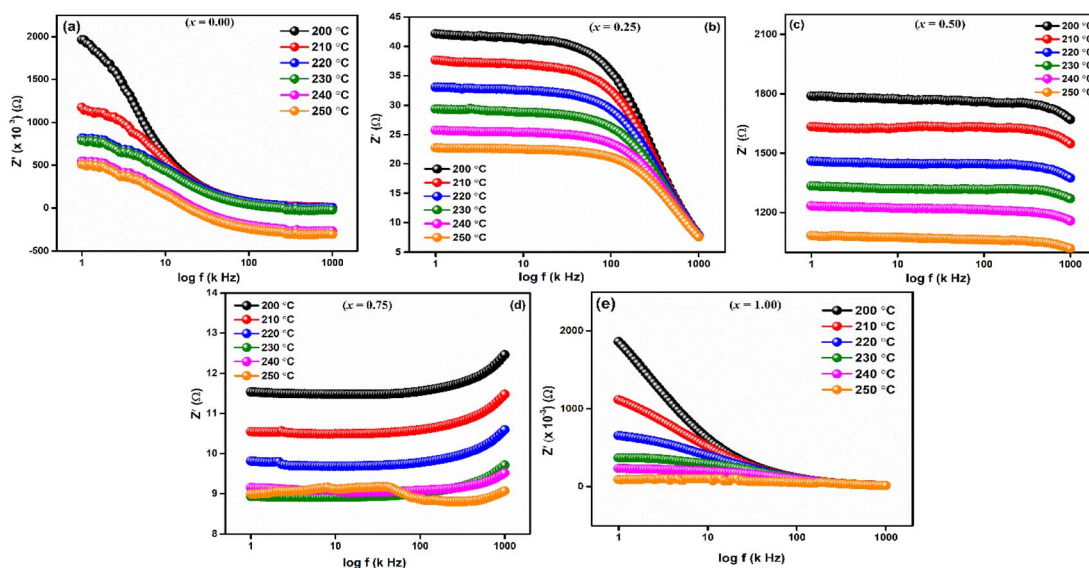 (a)
(x = 0.00)
200 °C
210 °C
220 °C
230 °C
240 °C
250 °C
2000
1500
1000
500
0
-500
Z' (x 10⁻³) (Ω)
1
10
100
1000
log f (k Hz)
(x = 0.25)
(b)
45
40
35
30
25
20
15
10
5
Z' (Ω)
200 °C
210 °C
220 °C
230 °C
240 °C
250 °C
1
10
100
1000
log f (k Hz)
(c)
(x = 0.50)
200 °C
210 °C
220 °C
230 °C
240 °C
250 °C
2100
1800
1500
1200
Z' (Ω)
1
10
100
1000
log f (k Hz)
(x = 0.75)
(d)
200 °C
210 °C
220 °C
230 °C
240 °C
250 °C
14
13
12
11
10
9
8
Z' (Ω)
1
10
100
1000
log f (k Hz)
(e)
(x = 1.00)
200 °C
210 °C
220 °C
230 °C
240 °C
250 °C
2000
1000
0
Z' (x 10⁻³) (Ω)
1
10
100
1000
log f (k Hz)